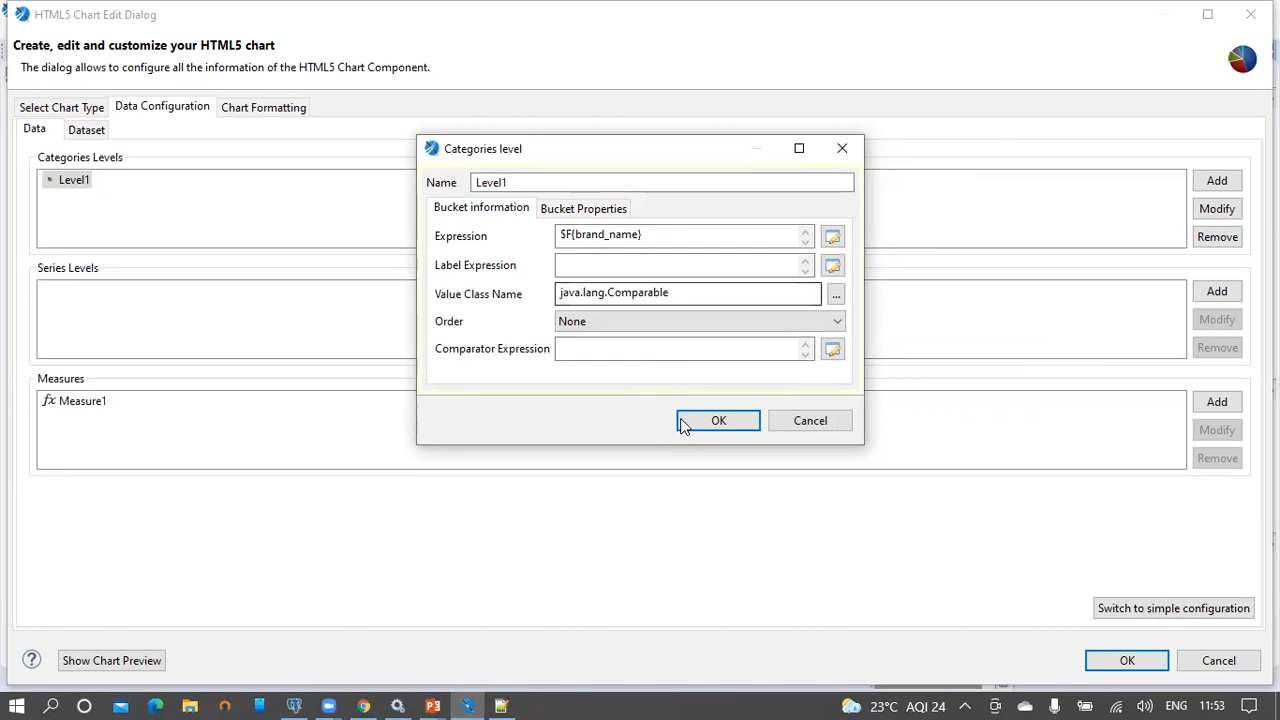 HTML5 Chart Edit Dialog
Create, edit and customize your HTML5 chart
The dialog allows to configure all the information of the HTML5 Chart Component.
Select Chart Type Data Configuration Chart Formatting
Data Dataset
Categories Levels
Level1
Add
Modify
Remove
Series Levels
Add
Modify
Remove
Measures
fx Measure1
Add
Modify
Remove
Categories level
Name Level1
Bucket information Bucket Properties
Expression $F{brand_name}
Label Expression
Value Class Name java.lang.Comparable ...
Order None
Comparator Expression
OK Cancel
Switch to simple configuration
? Show Chart Preview OK Cancel
23°C AQI 24 ENG 11:53